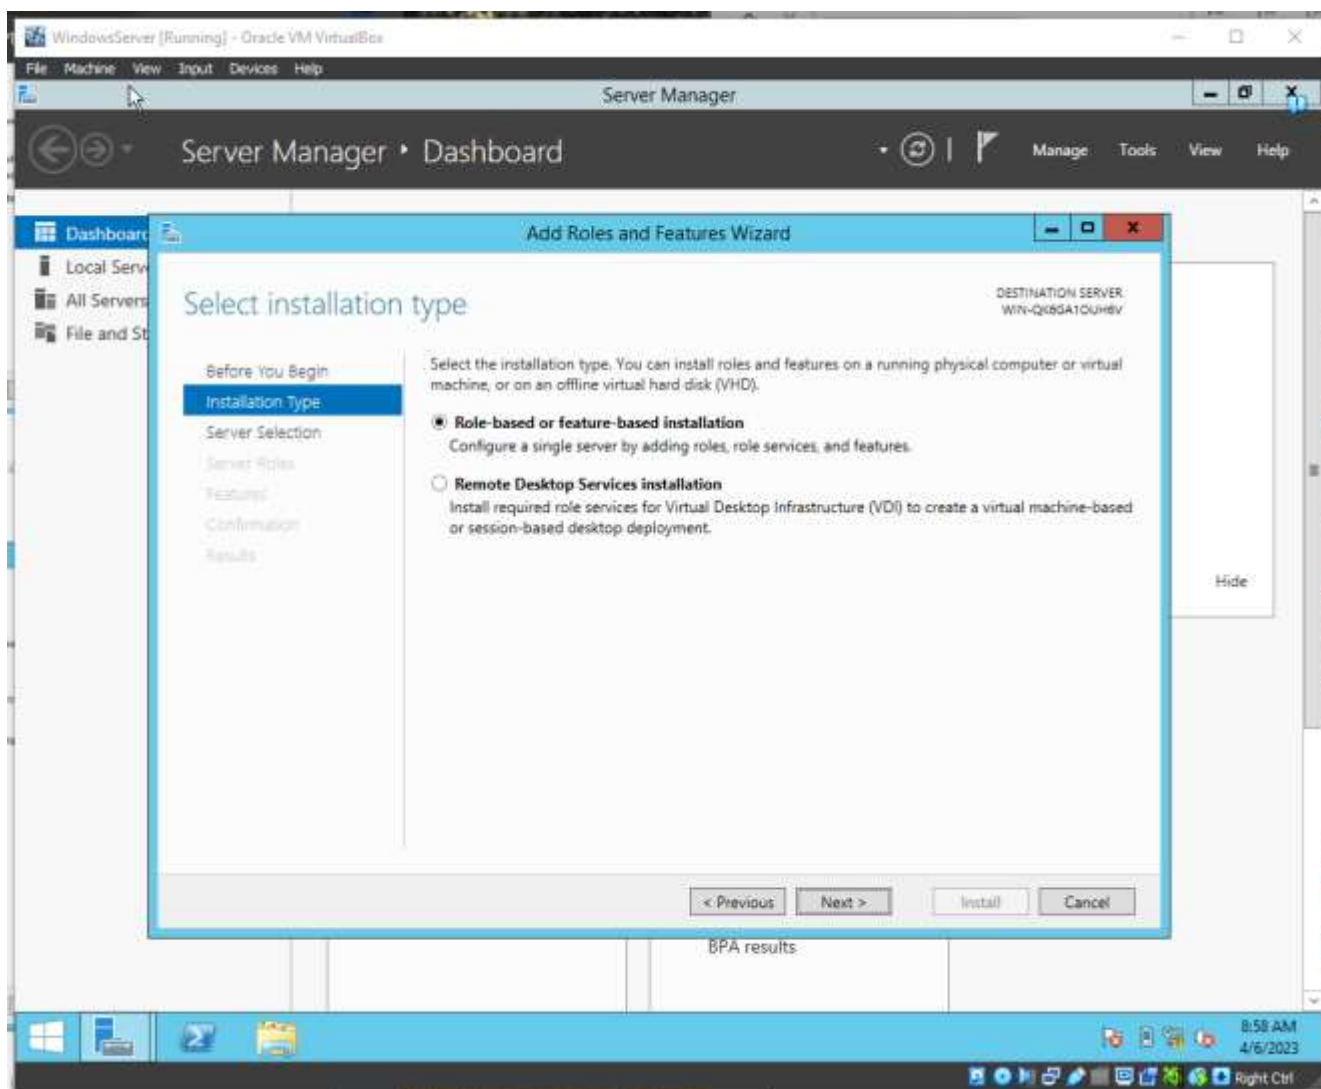 WindowsServer [Running] - Oracle VM VirtualBox
File Machine View Input Devices Help
Server Manager
Server Manager • Dashboard
Manage Tools View Help
Dashboard
Local Serv
All Servers
File and St
Add Roles and Features Wizard
Select installation type
DESTINATION SERVER
Before You Begin
Installation Type
Server Selection
Server Roles
Features
Confirmation
Results
Select the installation type. You can install roles and features on a running physical computer or virtual
machine, or on an offline virtual hard disk (VHD).
Role-based or feature-based installation
Configure a single server by adding roles, role services, and features.
Remote Desktop Services installation
Install required role services for Virtual Desktop Infrastructure (VDI) to create a virtual machine-based
or session-based desktop deployment.
Hide
< Previous Next > Install Cancel
BPA results
8:58 AM
4/6/2023
Right Ctrl